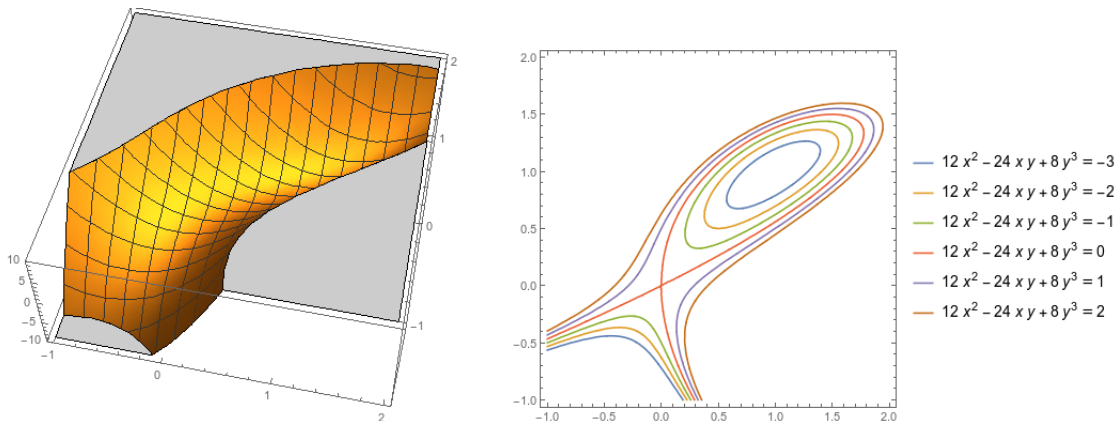 2
1
0
-1
10
5
0
-5
-10
-1
0
1
2
2.0
1.5
1.0
0.5
0.0
-0.5
-1.0
-1.0 -0.5 0.0 0.5 1.0 1.5 2.0
12 x² − 24 x y + 8 y³ = −3
12 x² − 24 x y + 8 y³ = −2
12 x² − 24 x y + 8 y³ = −1
12 x² − 24 x y + 8 y³ = 0
12 x² − 24 x y + 8 y³ = 1
12 x² − 24 x y + 8 y³ = 2